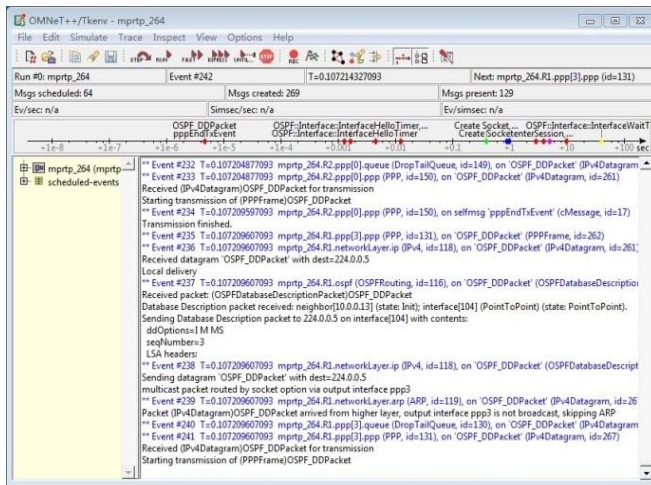 OMNeT++/Tkenv - mprtp_264
File Edit Simulate Trace Inspect View Options Help
STEP RUN FAST EXPRESS UNTIL... STOP
Run #0: mprtp_264 Event #242 T=0.107214327093 Next: mprtp_264.R1.ppp[3].ppp (id=131)
Msgs scheduled: 64 Msgs created: 269 Msgs present: 129
Ev/sec: n/a Simsec/sec: n/a Ev/simsec: n/a
OSPF_DDPacket OSPF::Interface::InterfaceHelloTimer,... Create Socket,... OSPF::Interface::InterfaceWaitT
pppEndTxEvent OSPF::Interface::InterfaceHelloTimer Create:SocketenterSession,...
+1e-8 +1e-7 +1e-6 +1e-5 +1e-4 +0.001 +0.01 +0.1 +1 +10 +100 sec
mprtp_264 (mprtp
scheduled-events
** Event #232 T=0.107204877093 mprtp_264.R2.ppp[0].queue (DropTailQueue, id=149), on `OSPF_DDPacket' (IPv4Datagram
** Event #233 T=0.107204877093 mprtp_264.R2.ppp[0].ppp (PPP, id=150), on `OSPF_DDPacket' (IPv4Datagram, id=261)
Received (IPv4Datagram)OSPF_DDPacket for transmission
Starting transmission of (PPPFrame)OSPF_DDPacket
** Event #234 T=0.107209597093 mprtp_264.R2.ppp[0].ppp (PPP, id=150), on selfmsg `pppEndTxEvent' (cMessage, id=17)
Transmission finished.
** Event #235 T=0.107209607093 mprtp_264.R1.ppp[3].ppp (PPP, id=131), on `OSPF_DDPacket' (PPPFrame, id=262)
** Event #236 T=0.107209607093 mprtp_264.R1.networkLayer.ip (IPv4, id=118), on `OSPF_DDPacket' (IPv4Datagram, id=261)
Received datagram `OSPF_DDPacket' with dest=224.0.0.5
Local delivery
** Event #237 T=0.107209607093 mprtp_264.R1.ospf (OSPFRouting, id=116), on `OSPF_DDPacket' (OSPFDatabaseDescription
Received packet: (OSPFDatabaseDescriptionPacket)OSPF_DDPacket
Database Description packet received: neighbor[10.0.0.13] (state: Init); interface[104] (PointToPoint) (state: PointToPoint).
Sending Database Description packet to 224.0.0.5 on interface[104] with contents:
ddOptions=I M MS
seqNumber=3
LSA headers:
** Event #238 T=0.107209607093 mprtp_264.R1.networkLayer.ip (IPv4, id=118), on `OSPF_DDPacket' (OSPFDatabaseDescript
Sending datagram `OSPF_DDPacket' with dest=224.0.0.5
multicast packet routed by socket option via output interface ppp3
** Event #239 T=0.107209607093 mprtp_264.R1.networkLayer.arp (ARP, id=119), on `OSPF_DDPacket' (IPv4Datagram, id=26
Packet (IPv4Datagram)OSPF_DDPacket arrived from higher layer, output interface ppp3 is not broadcast, skipping ARP
** Event #240 T=0.107209607093 mprtp_264.R1.ppp[3].queue (DropTailQueue, id=130), on `OSPF_DDPacket' (IPv4Datagram
** Event #241 T=0.107209607093 mprtp_264.R1.ppp[3].ppp (PPP, id=131), on `OSPF_DDPacket' (IPv4Datagram, id=267)
Received (IPv4Datagram)OSPF_DDPacket for transmission
Starting transmission of (PPPFrame)OSPF_DDPacket